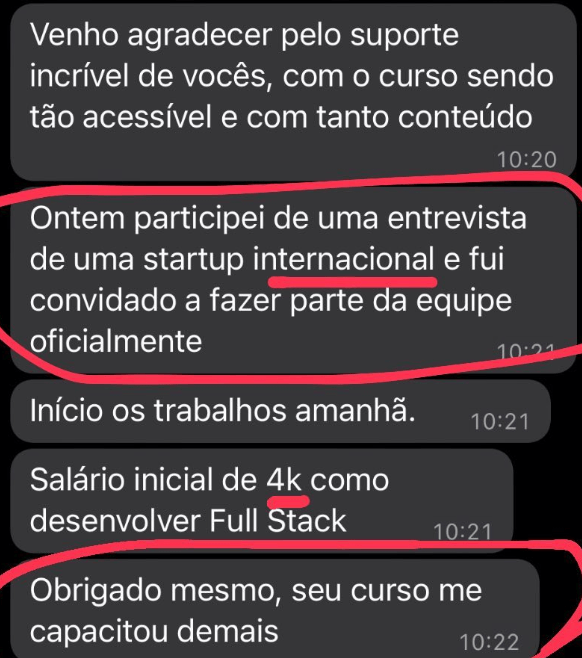 Venho agradecer pelo suporte
incrível de vocês, com o curso sendo
tão acessível e com tanto conteúdo
10:20
Ontem participei de uma entrevista
de uma startup internacional e fui
convidado a fazer parte da equipe
oficialmente
10:21
Início os trabalhos amanhã.
10:21
Salário inicial de 4k como
desenvolver Full Stack
10:21
Obrigado mesmo, seu curso me
capacitou demais
10:22